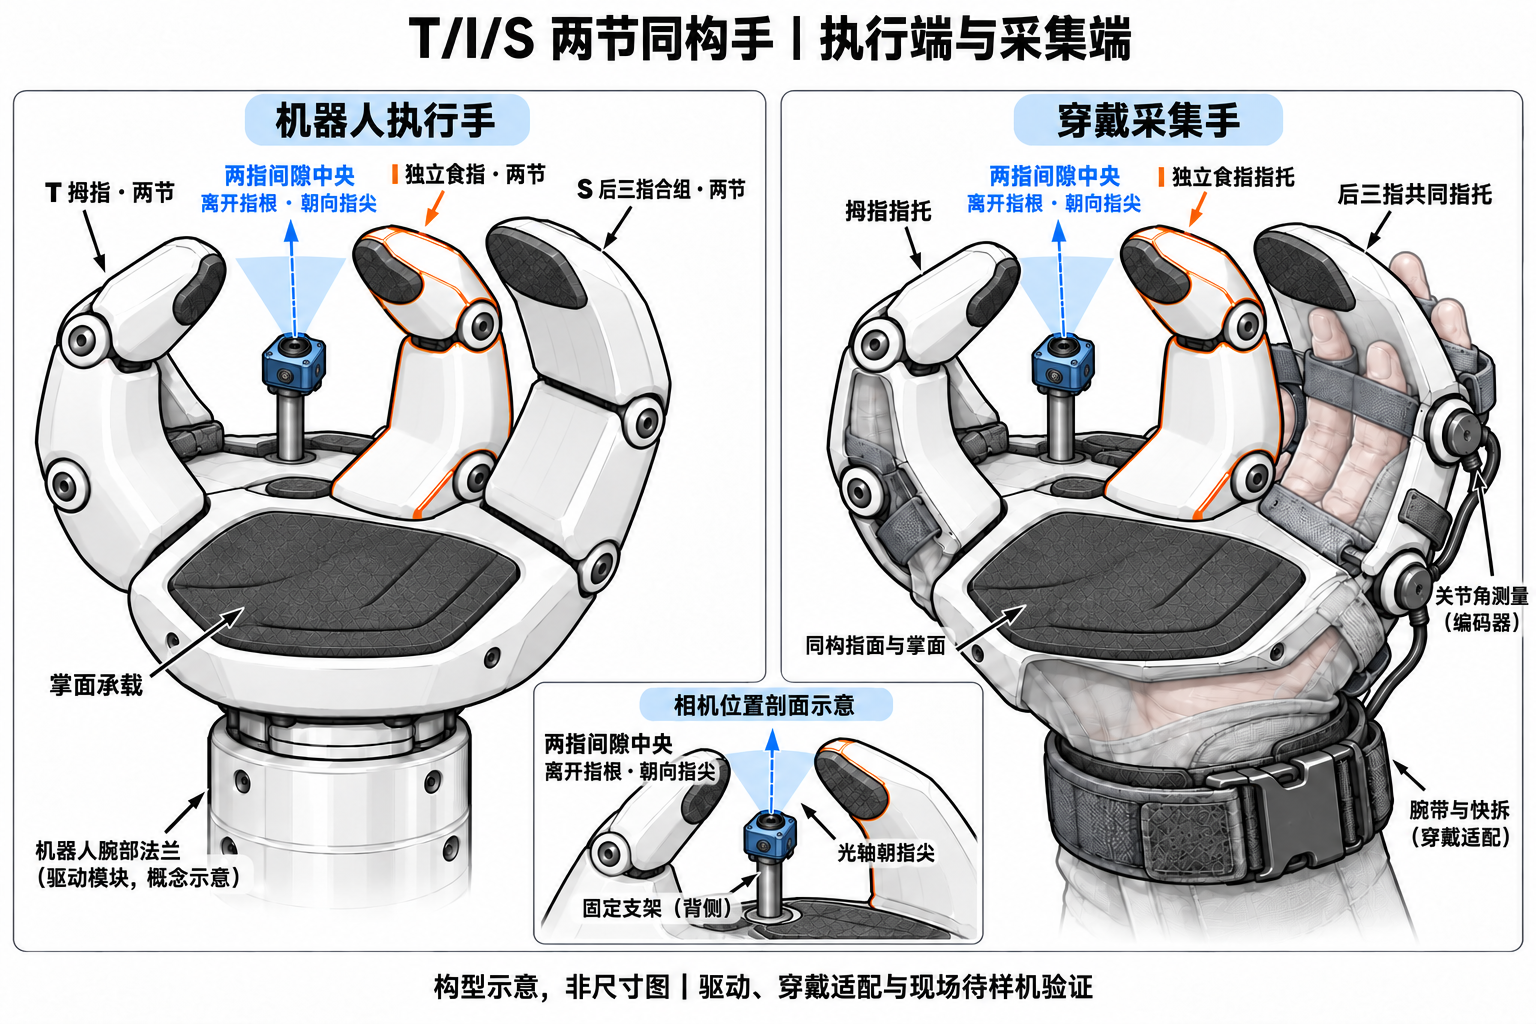 T/I/S 两节同构手｜执行端与采集端
机器人执行手
T 拇指·两节
两指间隙中央
离开指根·朝向指尖
I 独立食指·两节
S 后三指合组·两节
掌面承载
机器人腕部法兰
（驱动模块，概念示意）
穿戴采集手
拇指指托
两指间隙中央
离开指根·朝向指尖
I 独立食指指托
后三指共同指托
同构指面与掌面
关节角测量
（编码器）
腕带与快拆
（穿戴适配）
相机位置剖面示意
两指间隙中央
离开指根·朝向指尖
光轴朝指尖
固定支架（背侧）
构型示意，非尺寸图｜驱动、穿戴适配与现场待样机验证